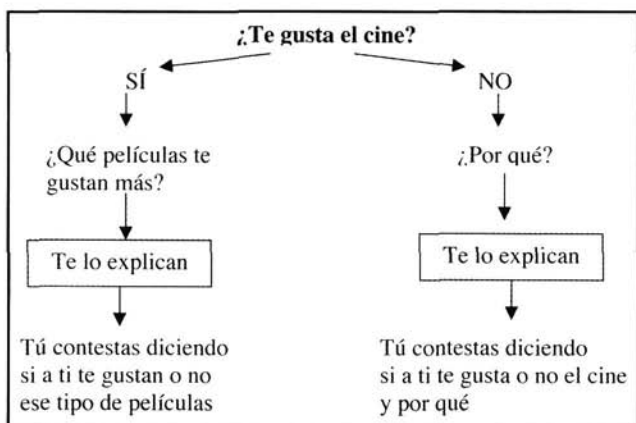 ¿Te gusta el cine?
SÍ
NO
¿Qué películas te
gustan más?
¿Por qué?
Te lo explican
Te lo explican
Tú contestas diciendo
si a ti te gustan o no
ese tipo de películas
Tú contestas diciendo
si a ti te gusta o no el cine
y por qué